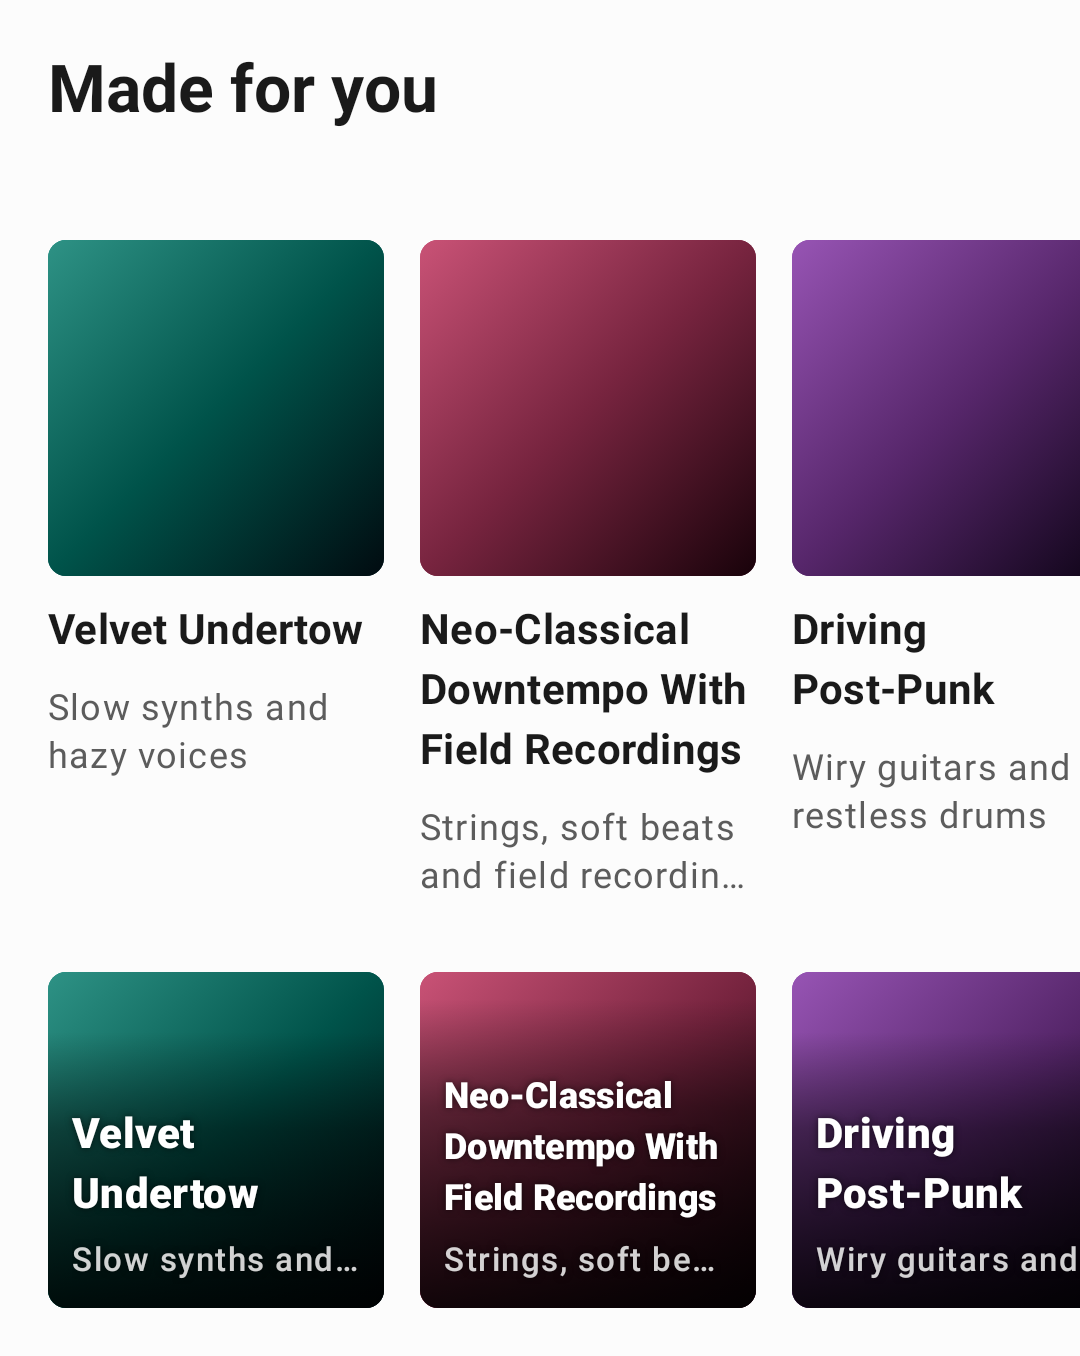 Made for you
Velvet Undertow
Slow synths and
hazy voices
Neo-Classical
Downtempo With
Field Recordings
Strings, soft beats
and field recordin…
Driving
Post-Punk
Wiry guitars and
restless drums
Velvet
Undertow
Slow synths and…
Neo-Classical
Downtempo With
Field Recordings
Strings, soft be…
Driving
Post-Punk
Wiry guitars and